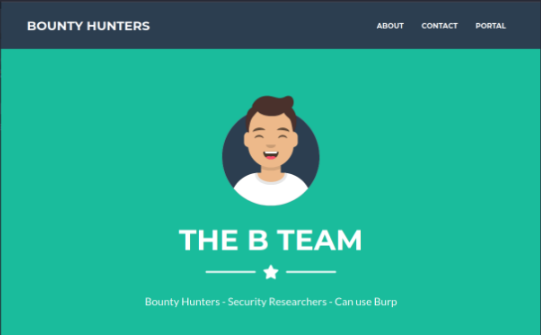 BOUNTY HUNTERS
ABOUT CONTACT PORTAL
THE B TEAM
Bounty Hunters - Security Researchers - Can use Burp